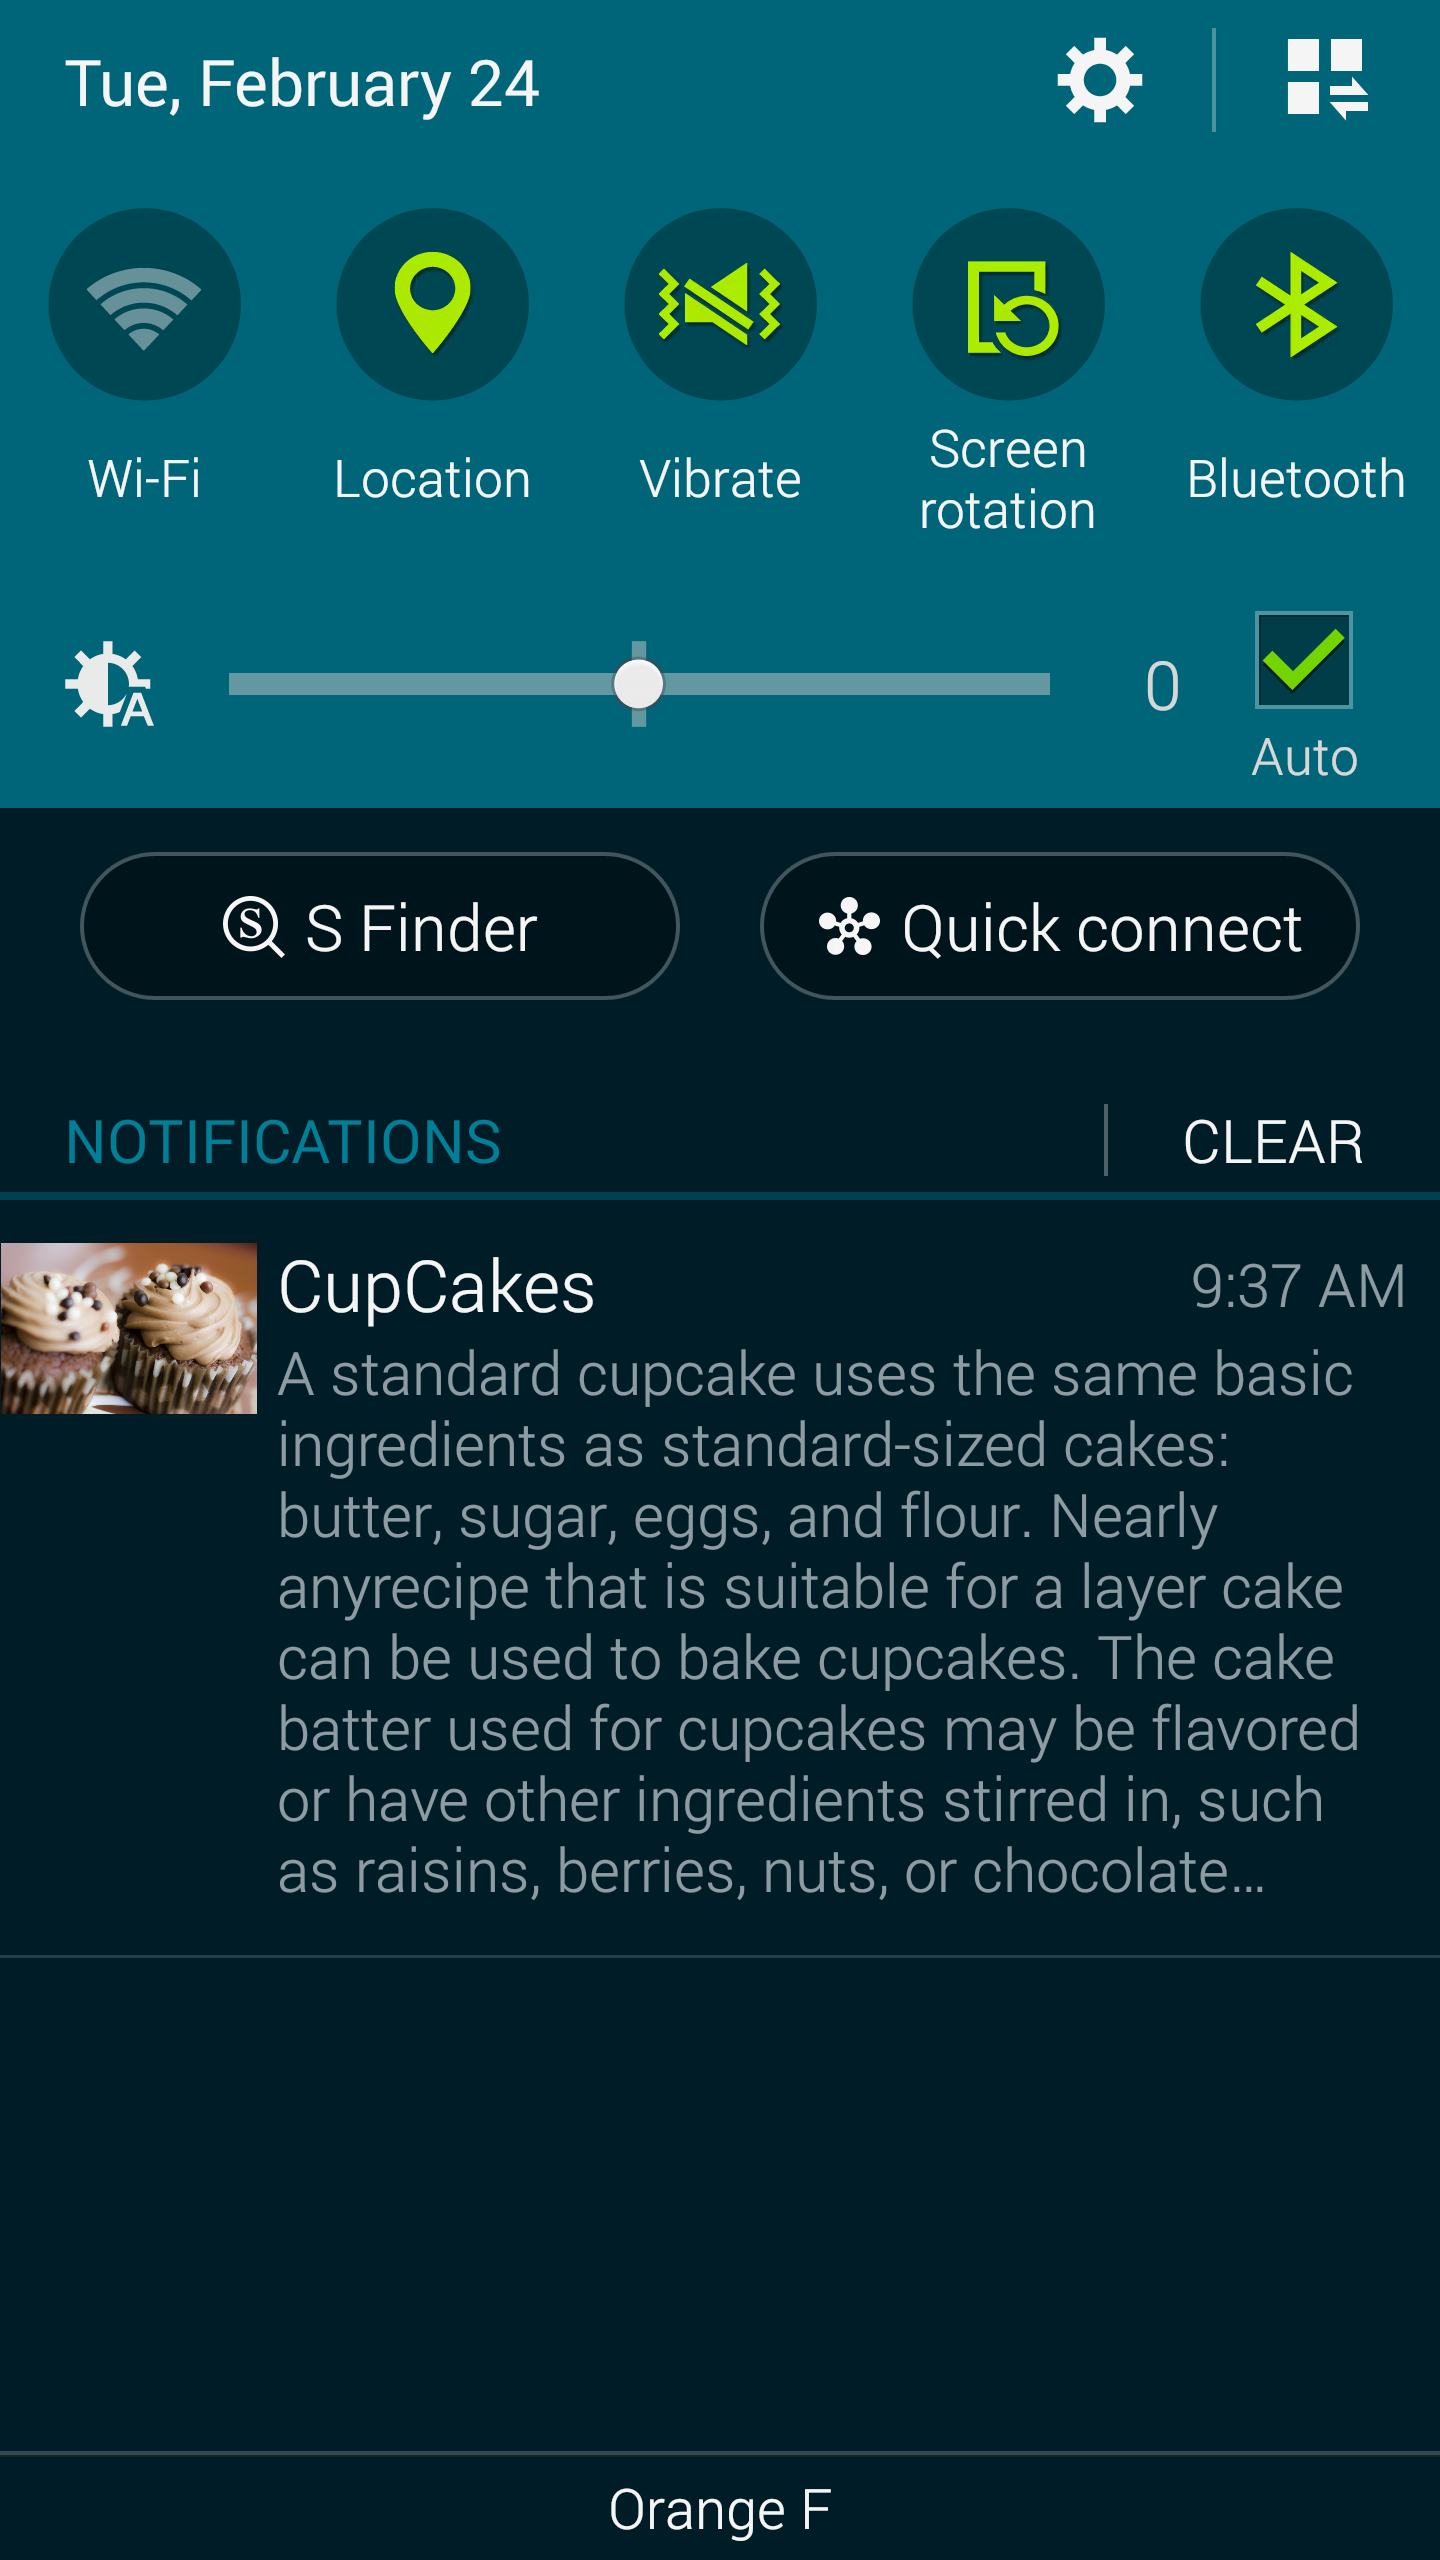 Tue, February 24
Wi-Fi
Location
Vibrate
Screen
rotation
Bluetooth
A
0
Auto
S S Finder
Quick connect
NOTIFICATIONS
CLEAR
CupCakes
9:37 AM
A standard cupcake uses the same basic
ingredients as standard-sized cakes:
butter, sugar, eggs, and flour. Nearly
anyrecipe that is suitable for a layer cake
can be used to bake cupcakes. The cake
batter used for cupcakes may be flavored
or have other ingredients stirred in, such
as raisins, berries, nuts, or chocolate…
Orange F